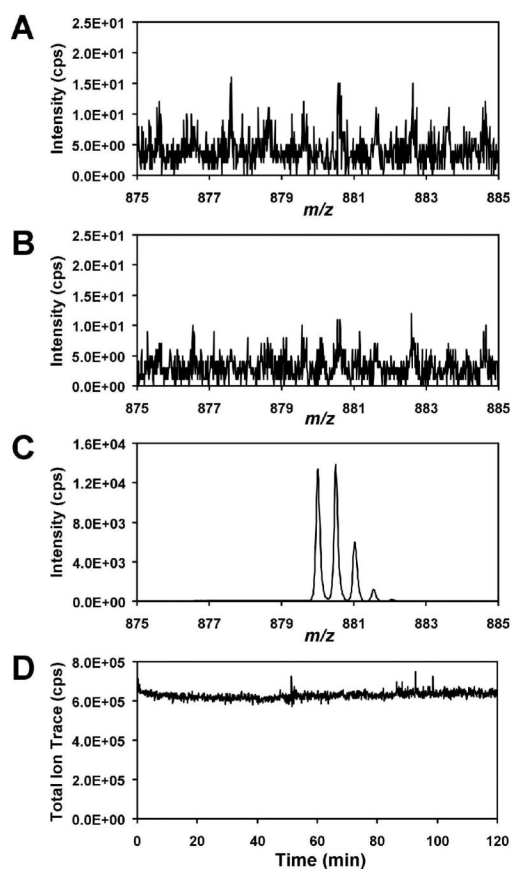 A
Intensity (cps)
2.5E+01
2.0E+01
1.5E+01
1.0E+01
5.0E+00
0.0E+00
875 877 879 881 883 885
m/z
B
Intensity (cps)
2.5E+01
2.0E+01
1.5E+01
1.0E+01
5.0E+00
0.0E+00
875 877 879 881 883 885
m/z
C
Intensity (cps)
1.6E+04
1.2E+04
8.0E+03
4.0E+03
0.0E+00
875 877 879 881 883 885
m/z
D
Total Ion Trace (cps)
8.0E+05
6.0E+05
4.0E+05
2.0E+05
0.0E+00
0 20 40 60 80 100 120
Time (min)